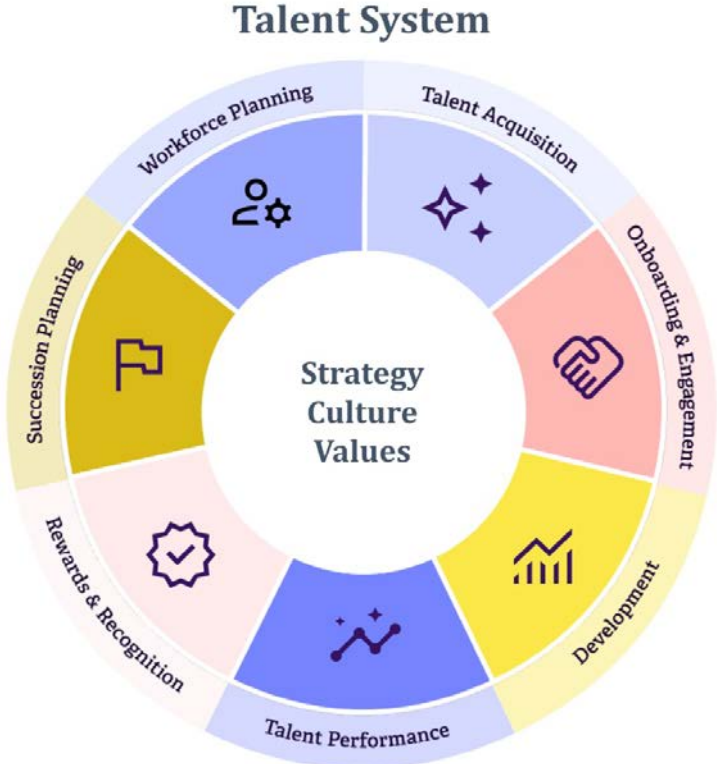 Talent System
Workforce Planning
Talent Acquisition
Onboarding & Engagement
Development
Talent Performance
Rewards & Recognition
Succession Planning
Strategy
Culture
Values